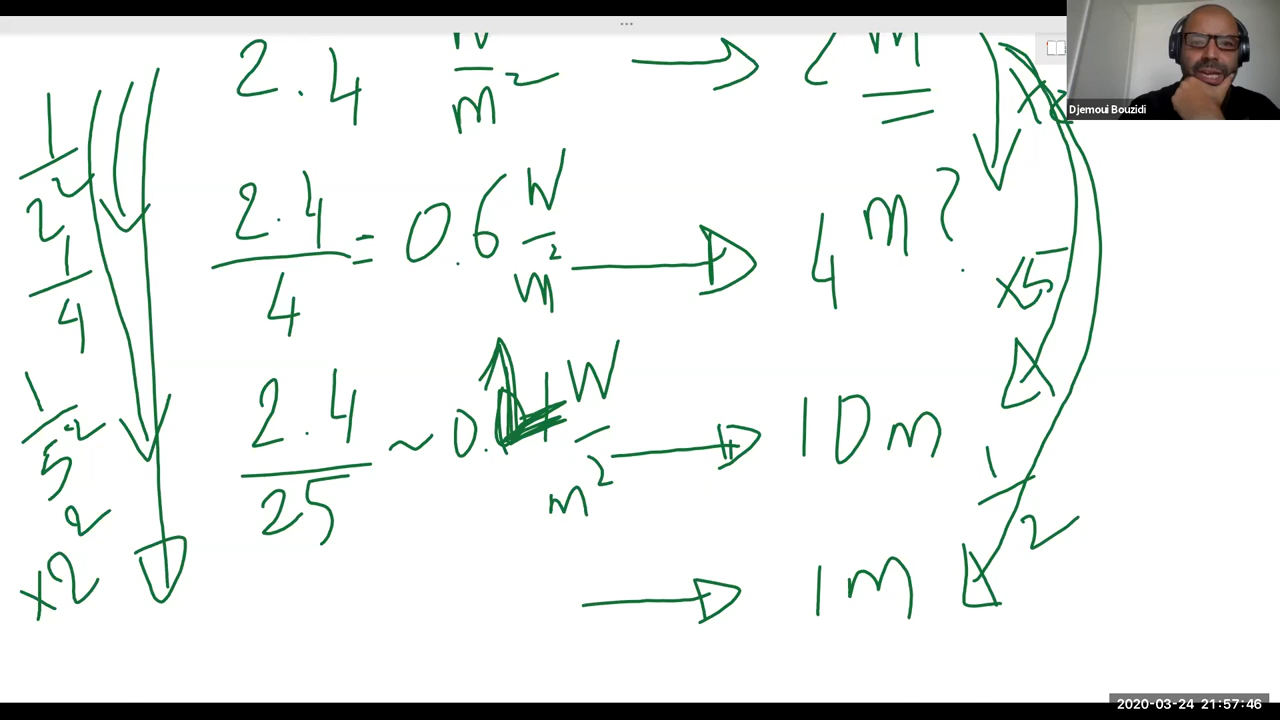 2.4 W/m² → 2 m ×2
1/2² 1/4 2.4/4 = 0.6 W/m² → 4 m?
×5
1/5² 2.4/25 ~ 0. W/m² → 10 m
1/2
×2² → 1 m
Djemoui Bouzidi
2020-03-24 21:57:46